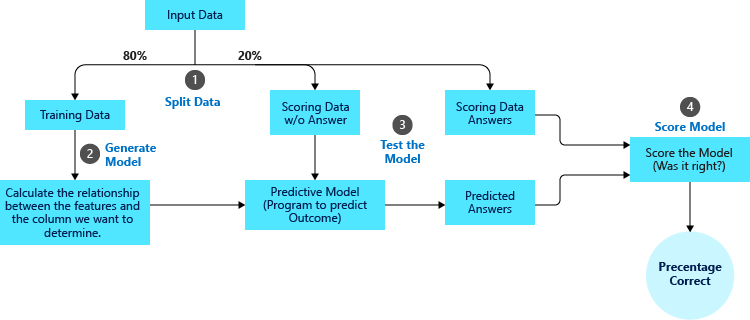 Input Data
80%
20%
1
Split Data
Training Data
Scoring Data
w/o Answer
Scoring Data
Answers
2
Generate
Model
3
Test the
Model
4
Score Model
Score the Model
(Was it right?)
Calculate the relationship
between the features and
the column we want to
determine.
Predictive Model
(Program to predict
Outcome)
Predicted
Answers
Precentage
Correct